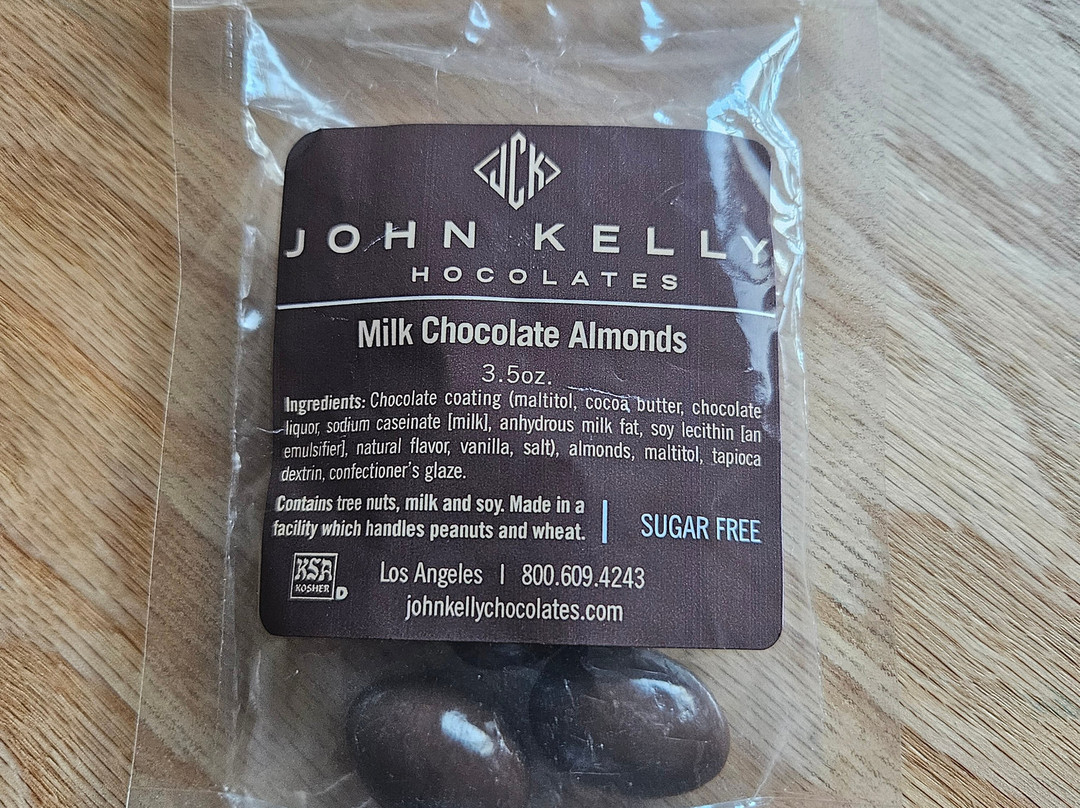 JCK
JOHN KELLY
HOCOLATES
Milk Chocolate Almonds
3.5oz.
Ingredients: Chocolate coating (maltitol, cocoa butter, chocolate
liquor, sodium caseinate [milk], anhydrous milk fat, soy lecithin [an
emulsifier], natural flavor, vanilla, salt), almonds, maltitol, tapioca
dextrin, confectioner's glaze.
Contains tree nuts, milk and soy. Made in a
facility which handles peanuts and wheat.
SUGAR FREE
KSA
KOSHER D
Los Angeles | 800.609.4243
johnkellychocolates.com